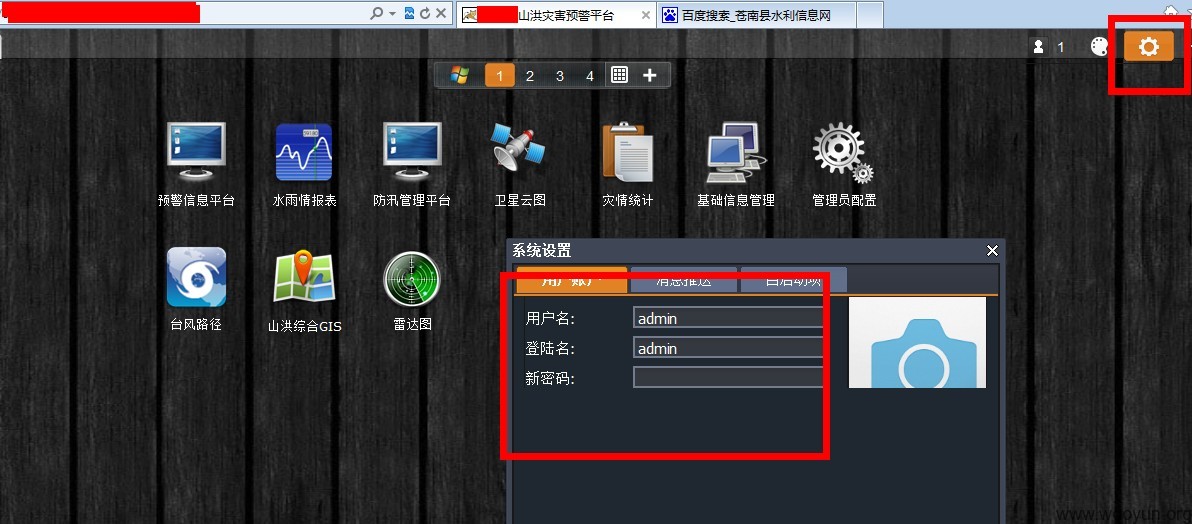 山洪灾害预警平台
百度搜索_苍南县水利信息网
1
1 2 3 4
预警信息平台 水雨情报表 防汛管理平台 卫星云图 灾情统计 基础信息管理 管理员配置
台风路径 山洪综合GIS 雷达图
系统设置
用户账户 消息推送 自启动项
用户名: admin
登陆名: admin
新密码:
www.wooyun.org